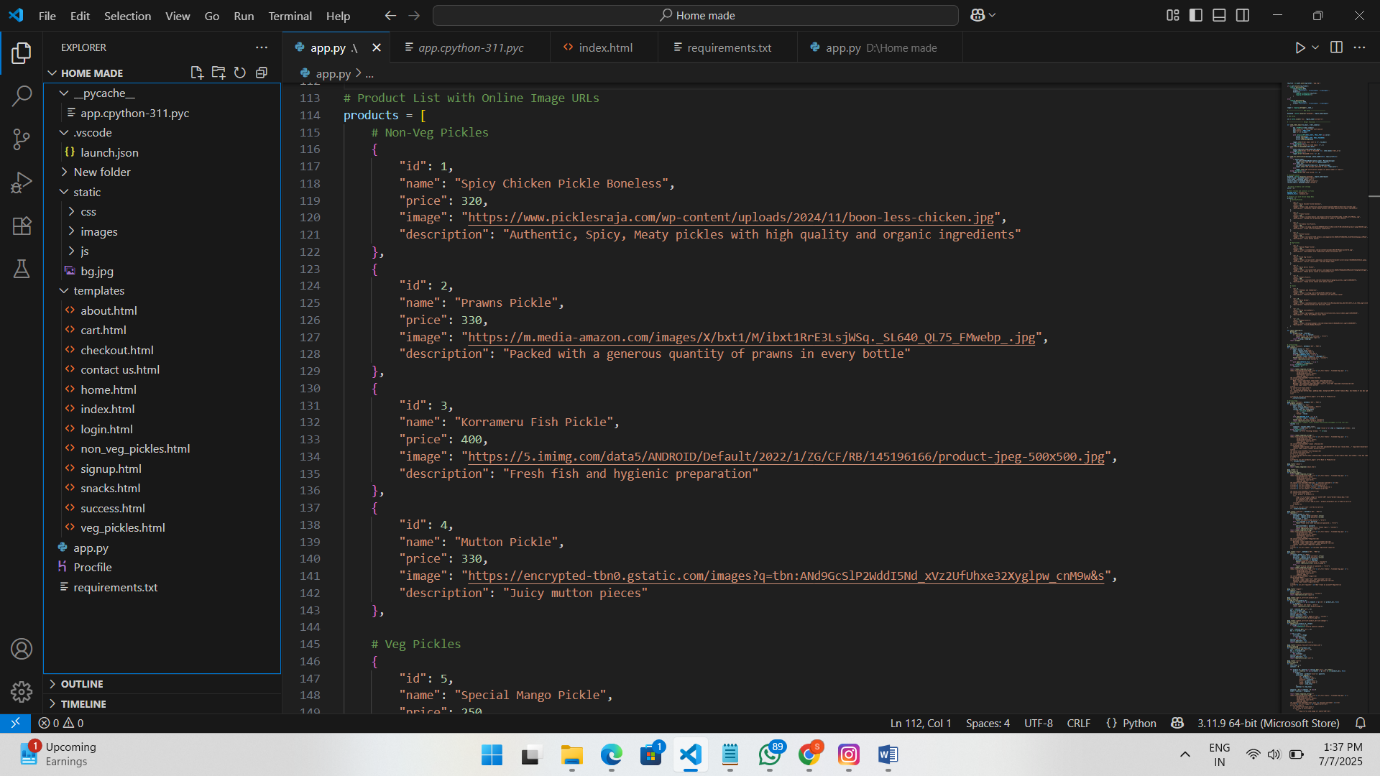 File Edit Selection View Go Run Terminal Help
Home made
EXPLORER
HOME MADE
__pycache__
app.cpython-311.pyc
.vscode
launch.json
New folder
static
css
images
js
bg.jpg
templates
about.html
cart.html
checkout.html
contact us.html
home.html
index.html
login.html
non_veg_pickles.html
signup.html
snacks.html
success.html
veg_pickles.html
app.py
Procfile
requirements.txt
OUTLINE
TIMELINE
app.py .\ app.cpython-311.pyc index.html requirements.txt app.py D:\Home made
app.py > ...
112
113 # Product List with Online Image URLs
114 products = [
115 # Non-Veg Pickles
116 {
117 "id": 1,
118 "name": "Spicy Chicken Pickle Boneless",
119 "price": 320,
120 "image": "https://www.picklesraja.com/wp-content/uploads/2024/11/boon-less-chicken.jpg",
121 "description": "Authentic, Spicy, Meaty pickles with high quality and organic ingredients"
122 },
123 {
124 "id": 2,
125 "name": "Prawns Pickle",
126 "price": 330,
127 "image": "https://m.media-amazon.com/images/X/bxt1/M/ibxt1RrE3LsjWSq._SL640_QL75_FMwebp_.jpg",
128 "description": "Packed with a generous quantity of prawns in every bottle"
129 },
130 {
131 "id": 3,
132 "name": "Korrameru Fish Pickle",
133 "price": 400,
134 "image": "https://5.imimg.com/data5/ANDROID/Default/2022/1/ZG/CF/RB/145196166/product-jpeg-500x500.jpg",
135 "description": "Fresh fish and hygienic preparation"
136 },
137 {
138 "id": 4,
139 "name": "Mutton Pickle",
140 "price": 330,
141 "image": "https://encrypted-tbn0.gstatic.com/images?q=tbn:ANd9GcSlP2WddI5Nd_xVz2UfUhxe32Xyglpw_cnM9w&s",
142 "description": "Juicy mutton pieces"
143 },
144
145 # Veg Pickles
146 {
147 "id": 5,
148 "name": "Special Mango Pickle",
149 "price": 250
0 0 Ln 112, Col 1 Spaces: 4 UTF-8 CRLF {} Python 3.11.9 64-bit (Microsoft Store)
1 Upcoming
Earnings
1 89 8
ENG
IN
1:37 PM
7/7/2025